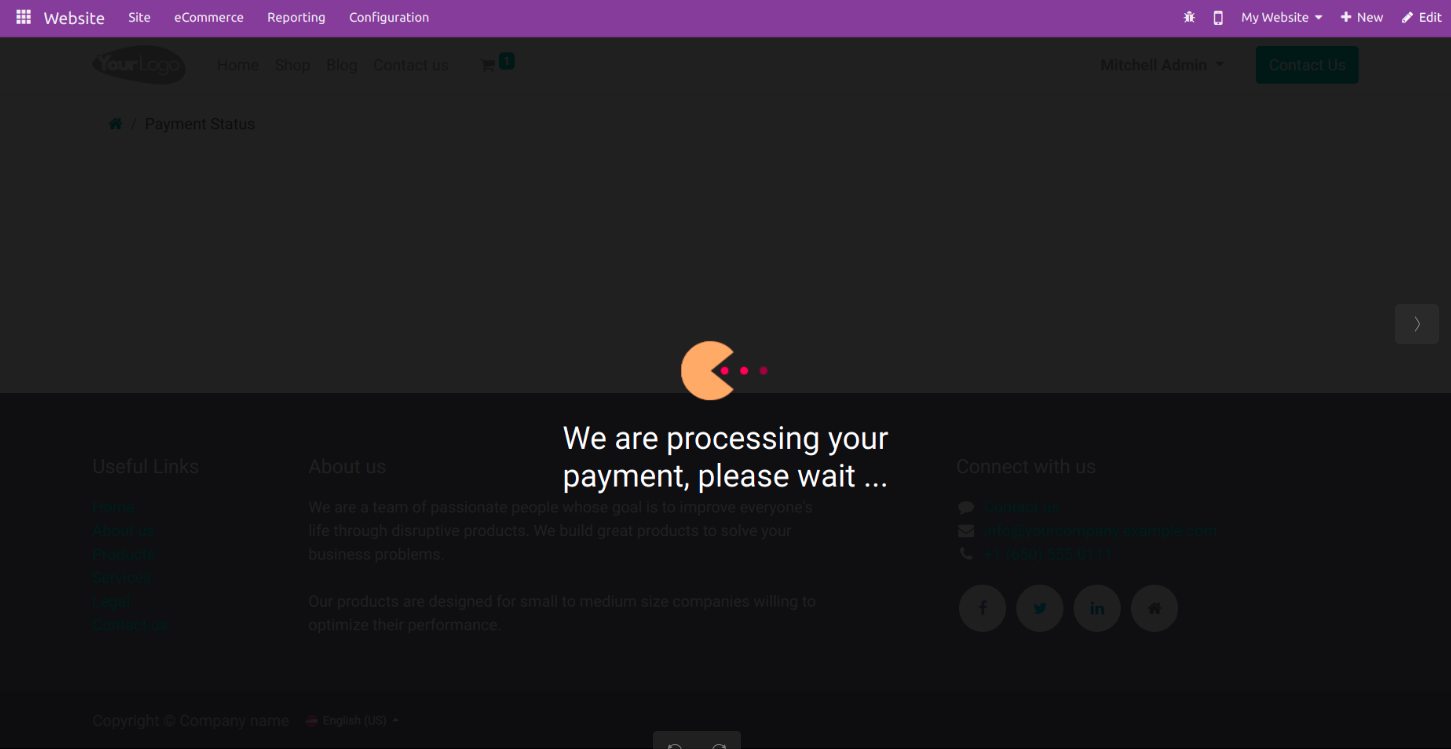 Website Site eCommerce Reporting Configuration My Website New Edit
YourLogo Home Shop Blog Contact us 1 Mitchell Admin Contact Us
/ Payment Status
We are processing your
payment, please wait ...
Useful Links About us Connect with us
Home We are a team of passionate people whose goal is to improve everyone's Contact us
About us life through disruptive products. We build great products to solve your info@yourcompany.example.com
Products business problems. +1 (650) 555-0111
Services
Legal Our products are designed for small to medium size companies willing to
Contact us optimize their performance.
Copyright © Company name English (US)